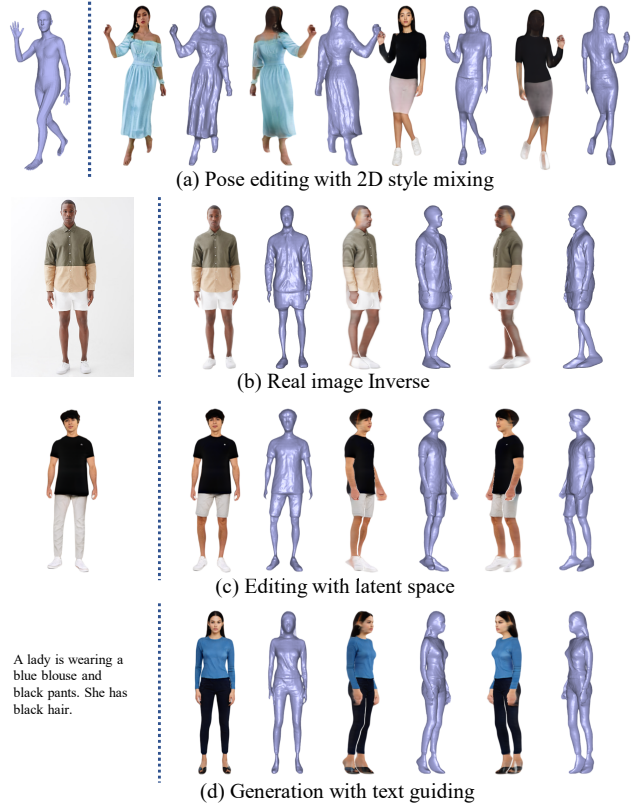 (a) Pose editing with 2D style mixing
(b) Real image Inverse
(c) Editing with latent space
A lady is wearing a
blue blouse and
black pants. She has
black hair.
(d) Generation with text guiding